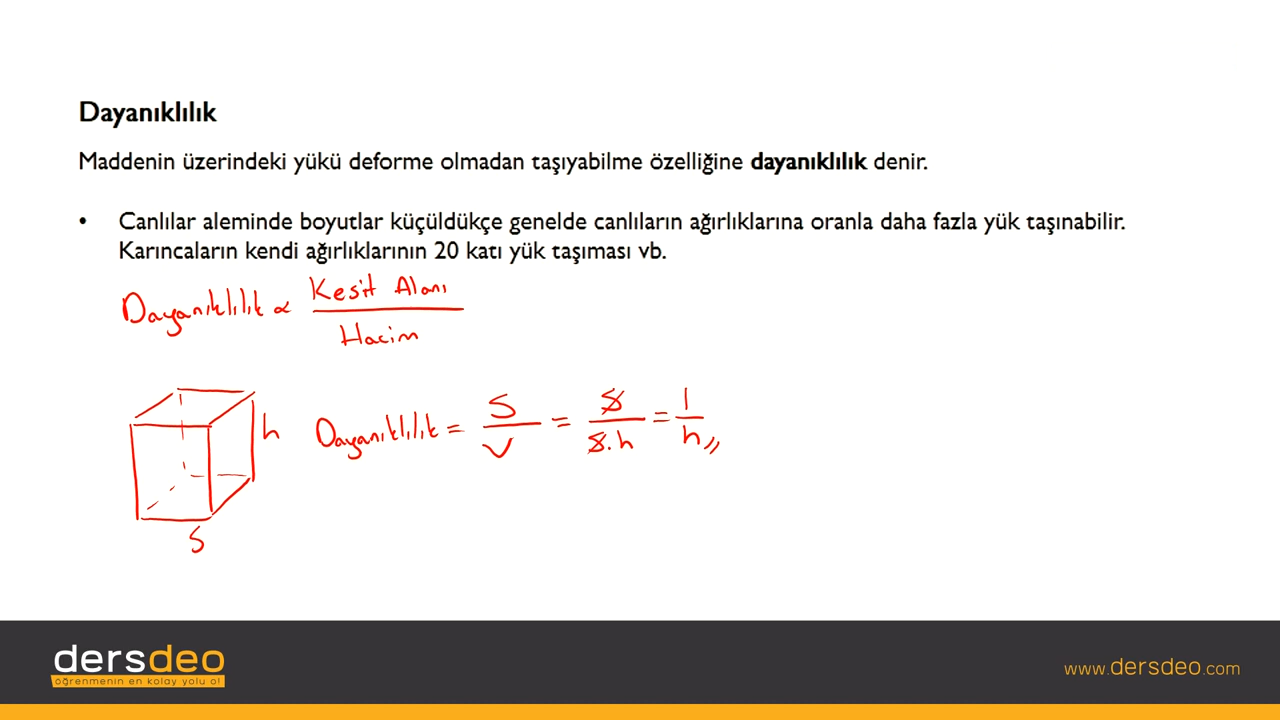 Dayanıklılık
Maddenin üzerindeki yükü deforme olmadan taşıyabilme özelliğine dayanıklılık denir.
• Canlılar aleminde boyutlar küçüldükçe genelde canlıların ağırlıklarına oranla daha fazla yük taşınabilir.
Karıncaların kendi ağırlıklarının 20 katı yük taşıması vb.
Dayanıklılık ∝ Kesit Alanı / Hacim
h
Dayanıklılık = S / V = S / S.h = 1 / h
S
dersdeo
öğrenmenin en kolay yolu o!
www.dersdeo.com